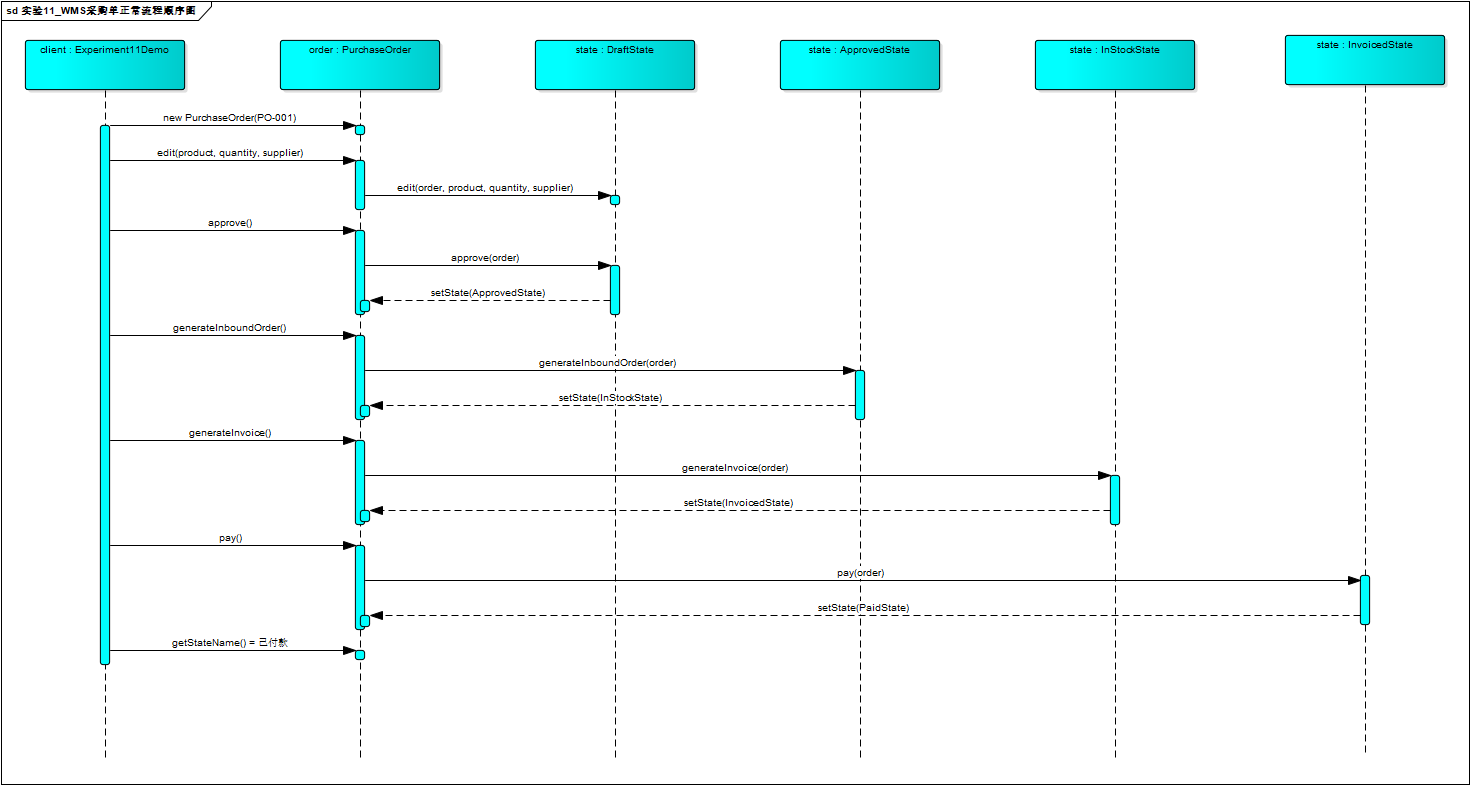 sd 实验11_WMS采购单正常流程顺序图
client : Experiment11Demo
order : PurchaseOrder
state : DraftState
state : ApprovedState
state : InStockState
state : InvoicedState
new PurchaseOrder(PO-001)
edit(product, quantity, supplier)
edit(order, product, quantity, supplier)
approve()
approve(order)
setState(ApprovedState)
generateInboundOrder()
generateInboundOrder(order)
setState(InStockState)
generateInvoice()
generateInvoice(order)
setState(InvoicedState)
pay()
pay(order)
setState(PaidState)
getStateName() = 已付款